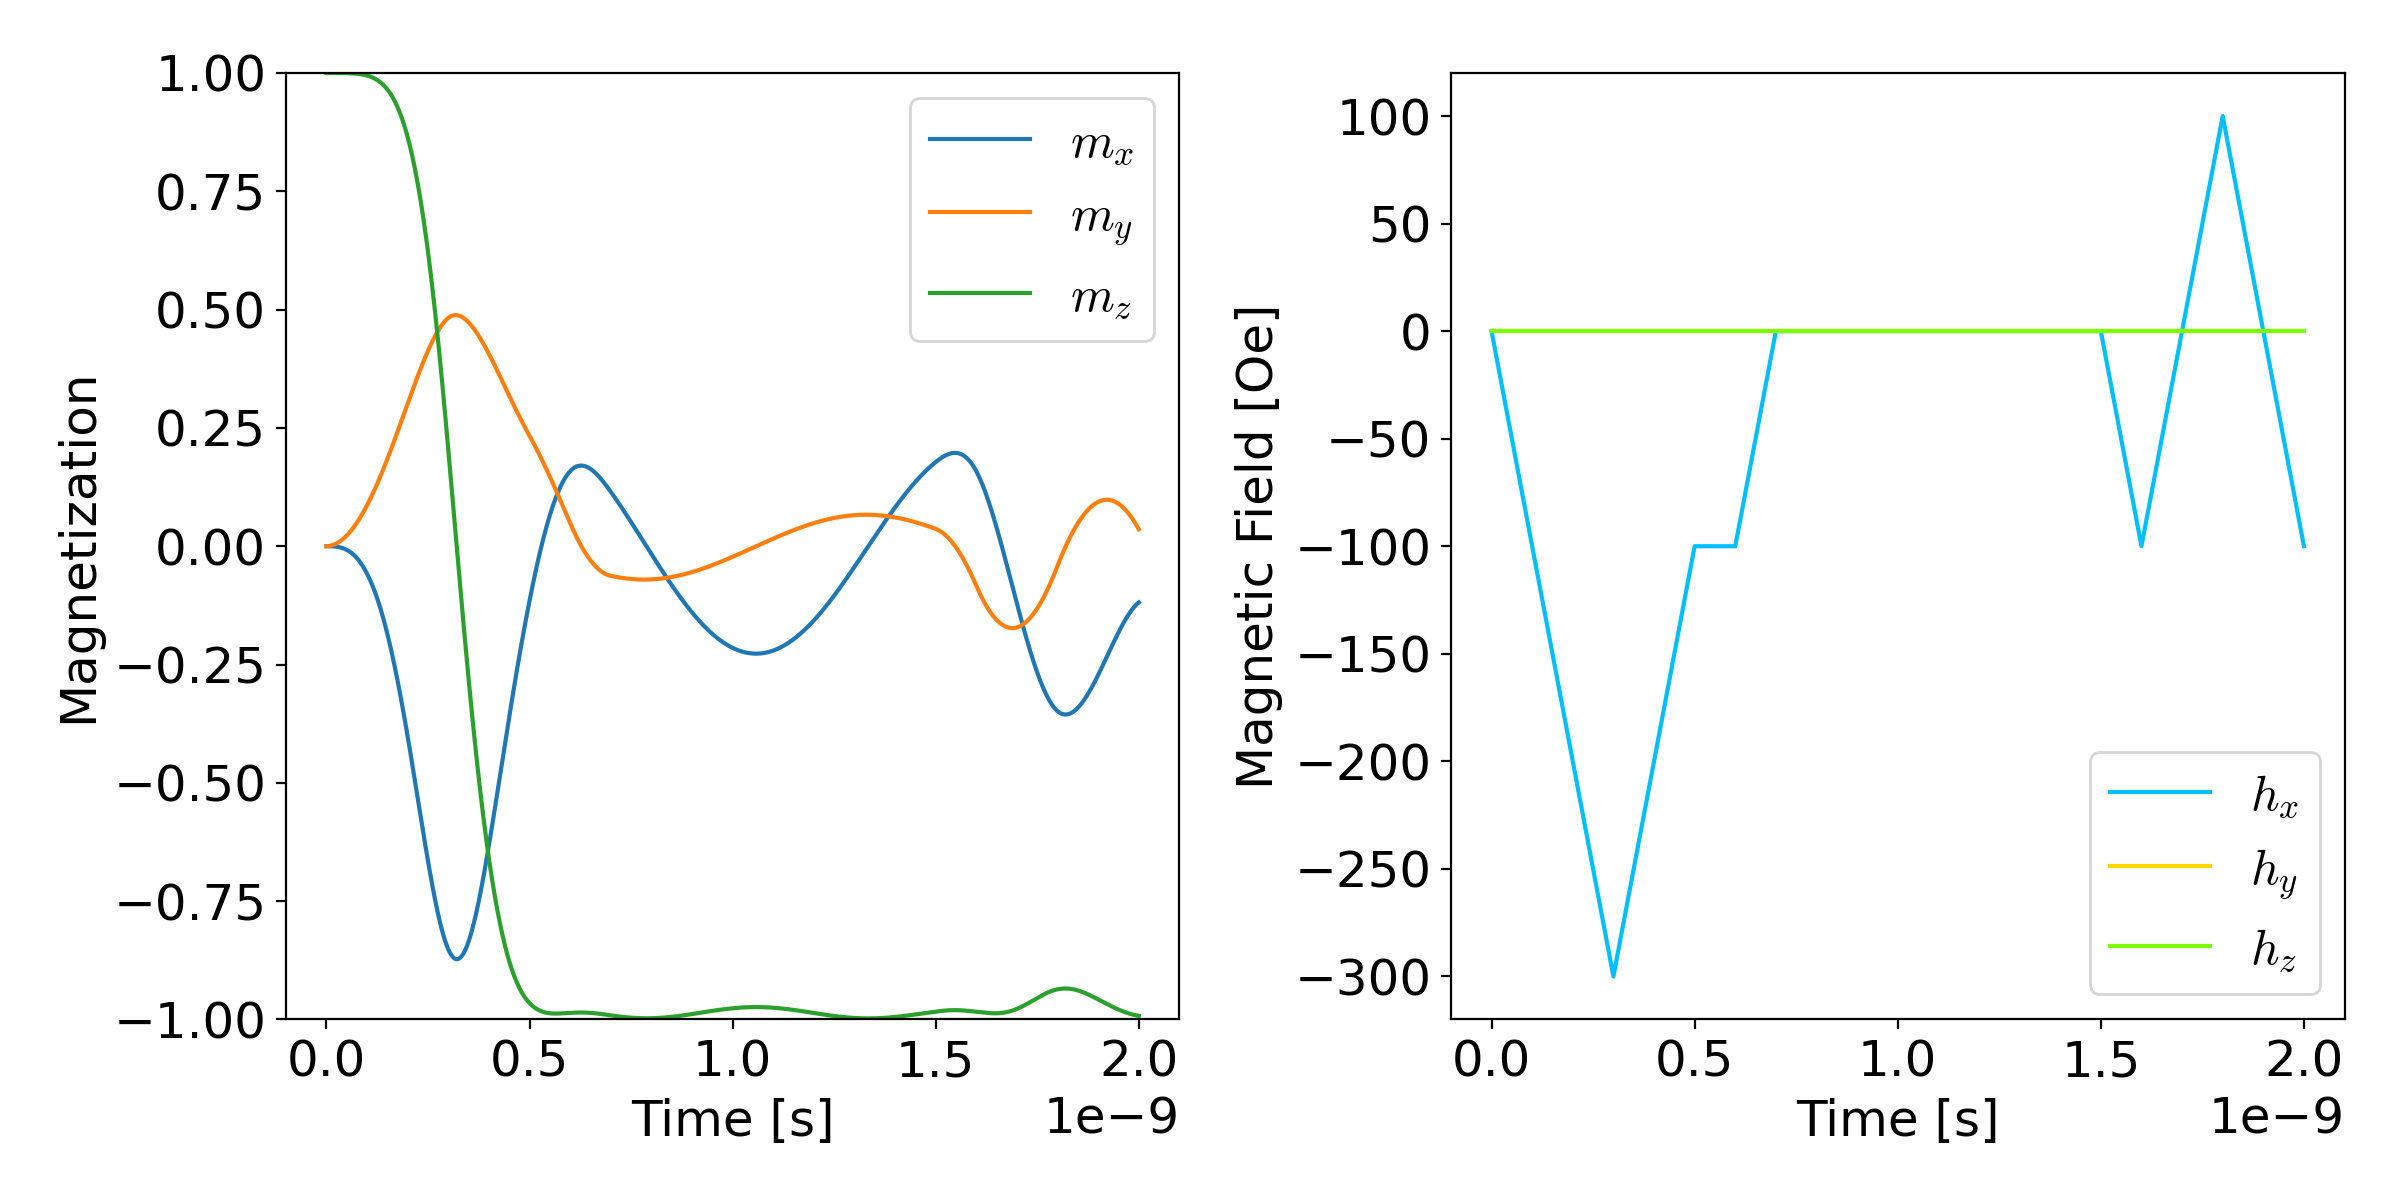 1.00
0.75
0.50
0.25
0.00
−0.25
−0.50
−0.75
−1.00
Magnetization
0.0 0.5 1.0 1.5 2.0
Time [s]
1e−9
m_x
m_y
m_z
100
50
0
−50
−100
−150
−200
−250
−300
Magnetic Field [Oe]
0.0 0.5 1.0 1.5 2.0
Time [s]
1e−9
h_x
h_y
h_z